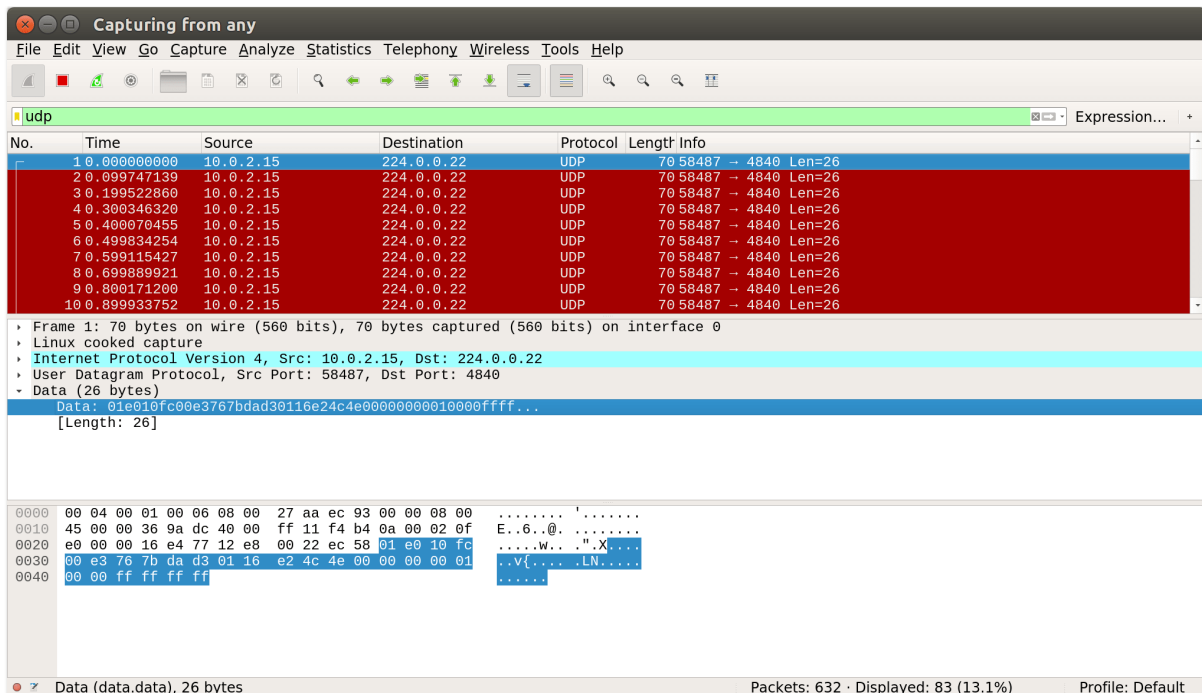 Capturing from any
File Edit View Go Capture Analyze Statistics Telephony Wireless Tools Help
udp Expression... +
No. Time Source Destination Protocol Length Info
1 0.000000000 10.0.2.15 224.0.0.22 UDP 70 58487 → 4840 Len=26
2 0.099747139 10.0.2.15 224.0.0.22 UDP 70 58487 → 4840 Len=26
3 0.199522860 10.0.2.15 224.0.0.22 UDP 70 58487 → 4840 Len=26
4 0.300346320 10.0.2.15 224.0.0.22 UDP 70 58487 → 4840 Len=26
5 0.400070455 10.0.2.15 224.0.0.22 UDP 70 58487 → 4840 Len=26
6 0.499834254 10.0.2.15 224.0.0.22 UDP 70 58487 → 4840 Len=26
7 0.599115427 10.0.2.15 224.0.0.22 UDP 70 58487 → 4840 Len=26
8 0.699889921 10.0.2.15 224.0.0.22 UDP 70 58487 → 4840 Len=26
9 0.800171200 10.0.2.15 224.0.0.22 UDP 70 58487 → 4840 Len=26
10 0.899933752 10.0.2.15 224.0.0.22 UDP 70 58487 → 4840 Len=26
Frame 1: 70 bytes on wire (560 bits), 70 bytes captured (560 bits) on interface 0
Linux cooked capture
Internet Protocol Version 4, Src: 10.0.2.15, Dst: 224.0.0.22
User Datagram Protocol, Src Port: 58487, Dst Port: 4840
Data (26 bytes)
Data: 01e010fc00e3767bdad30116e24c4e00000000010000ffff...
[Length: 26]
0000 00 04 00 01 00 06 08 00 27 aa ec 93 00 00 08 00 ........ '.......
0010 45 00 00 36 9a dc 40 00 ff 11 f4 b4 0a 00 02 0f E..6..@. ........
0020 e0 00 00 16 e4 77 12 e8 00 22 ec 58 01 e0 10 fc .....w.. .".X....
0030 00 e3 76 7b da d3 01 16 e2 4c 4e 00 00 00 00 01 ..v{.... .LN.....
0040 00 00 ff ff ff ff ......
Data (data.data), 26 bytes Packets: 632 · Displayed: 83 (13.1%) Profile: Default